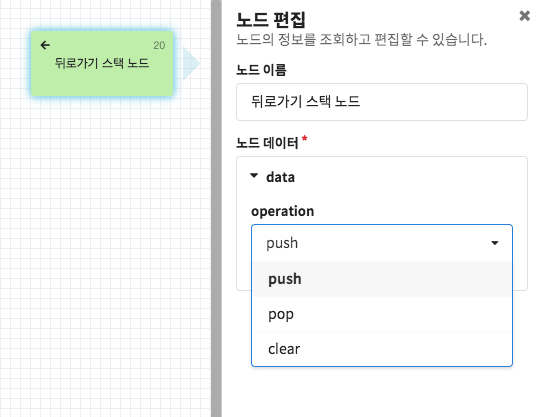 20
뒤로가기 스택 노드
노드 편집
노드의 정보를 조회하고 편집할 수 있습니다.
노드 이름
뒤로가기 스택 노드
노드 데이터 *
data
operation
push
push
pop
clear